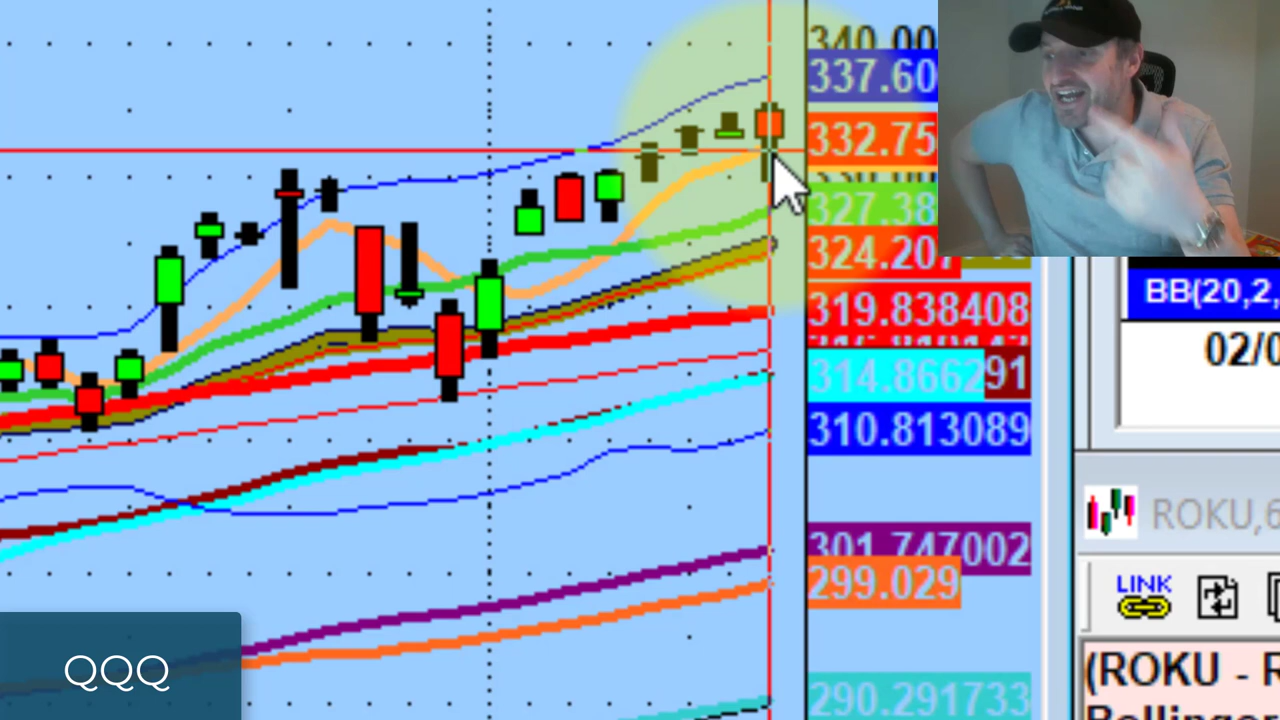 340.00
337.60
332.75
327.38
324.20
319.838408
314.8662
91
310.813089
301.747002
299.029
290.291733
BB(20,2,
02/0
ROKU,6
LINK
(ROKU - R
QQQ